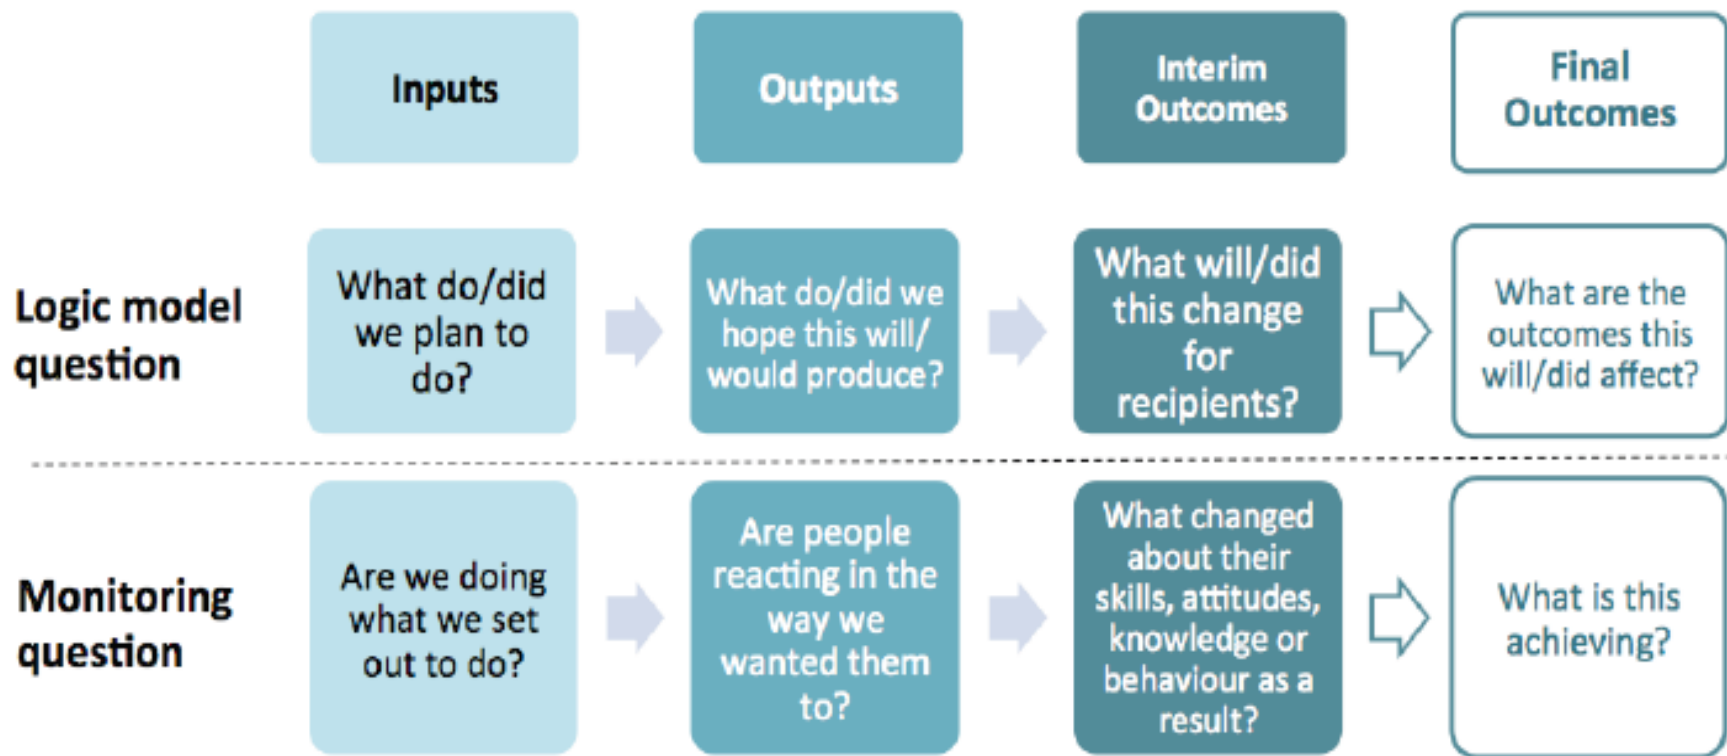 Inputs
Outputs
Interim
Outcomes
Final
Outcomes
Logic model
question
What do/did
we plan to
do?
What do/did we
hope this will/
would produce?
What will/did
this change
for
recipients?
What are the
outcomes this
will/did affect?
Monitoring
question
Are we doing
what we set
out to do?
Are people
reacting in the
way we
wanted them
to?
What changed
about their
skills, attitudes,
knowledge or
behaviour as a
result?
What is this
achieving?